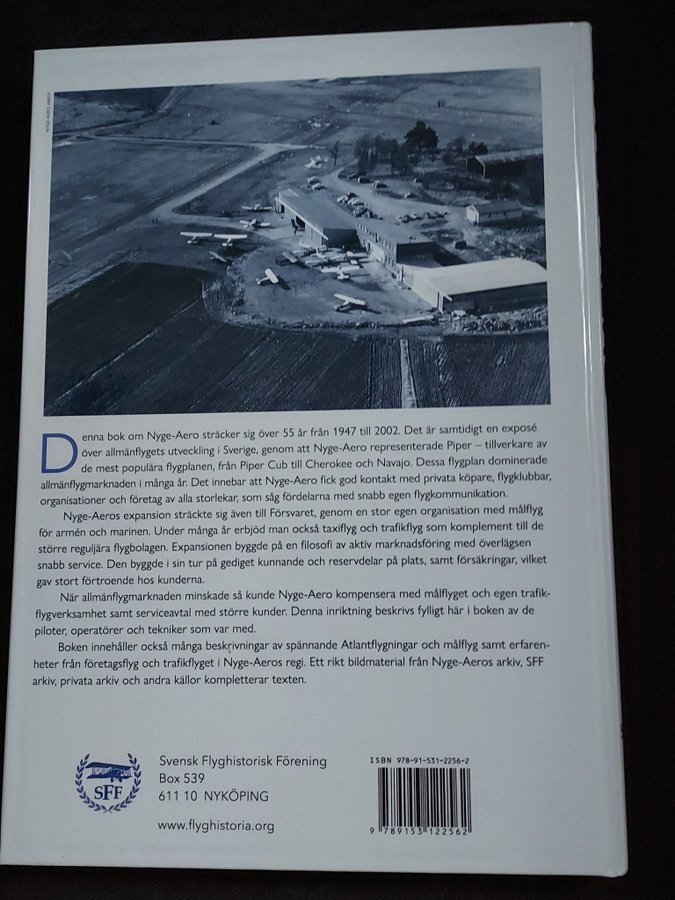 Denna bok om Nyge-Aero sträcker sig över 55 år från 1947 till 2002. Det är samtidigt en exposé
över allmänflygets utveckling i Sverige, genom att Nyge-Aero representerade Piper – tillverkare av
de mest populära flygplanen, från Piper Cub till Cherokee och Navajo. Dessa flygplan dominerade
allmänflygmarknaden i många år. Det innebar att Nyge-Aero fick god kontakt med privata köpare, flygklubbar,
organisationer och företag av alla storlekar, som såg fördelarna med snabb egen flygkommunikation.
Nyge-Aeros expansion sträckte sig även till Försvaret, genom en stor egen organisation med målflyg
för armén och marinen. Under många år erbjöd man också taxiflyg och trafikflyg som komplement till de
större reguljära flygbolagen. Expansionen byggde på en filosofi av aktiv marknadsföring med överlägsen
snabb service. Den byggde i sin tur på gediget kunnande och reservdelar på plats, samt försäkringar, vilket
gav stort förtroende hos kunderna.
När allmänflygmarknaden minskade så kunde Nyge-Aero kompensera med målflyget och egen trafik-
flygverksamhet samt serviceavtal med större kunder. Denna inriktning beskrivs fylligt här i boken av de
piloter, operatörer och tekniker som var med.
Boken innehåller också många beskrivningar av spännande Atlantflygningar och målflyg samt erfaren-
heter från företagsflyg och trafikflyget i Nyge-Aeros regi. Ett rikt bildmaterial från Nyge-Aeros arkiv, SFF
arkiv, privata arkiv och andra källor kompletterar texten.
SFF
Svensk Flyghistorisk Förening
Box 539
611 10 NYKÖPING
www.flyghistoria.org
ISBN 978-91-531-2256-2
9 789153 122562